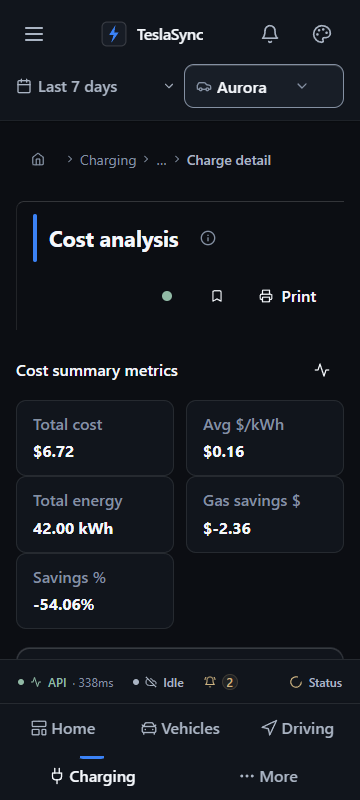 TeslaSync
Last 7 days
Aurora
Charging
...
Charge detail
Cost analysis
Print
Cost summary metrics
Total cost
$6.72
Avg $/kWh
$0.16
Total energy
42.00 kWh
Gas savings $
$-2.36
Savings %
-54.06%
API · 338ms
Idle
2
Status
Home
Vehicles
Driving
Charging
More